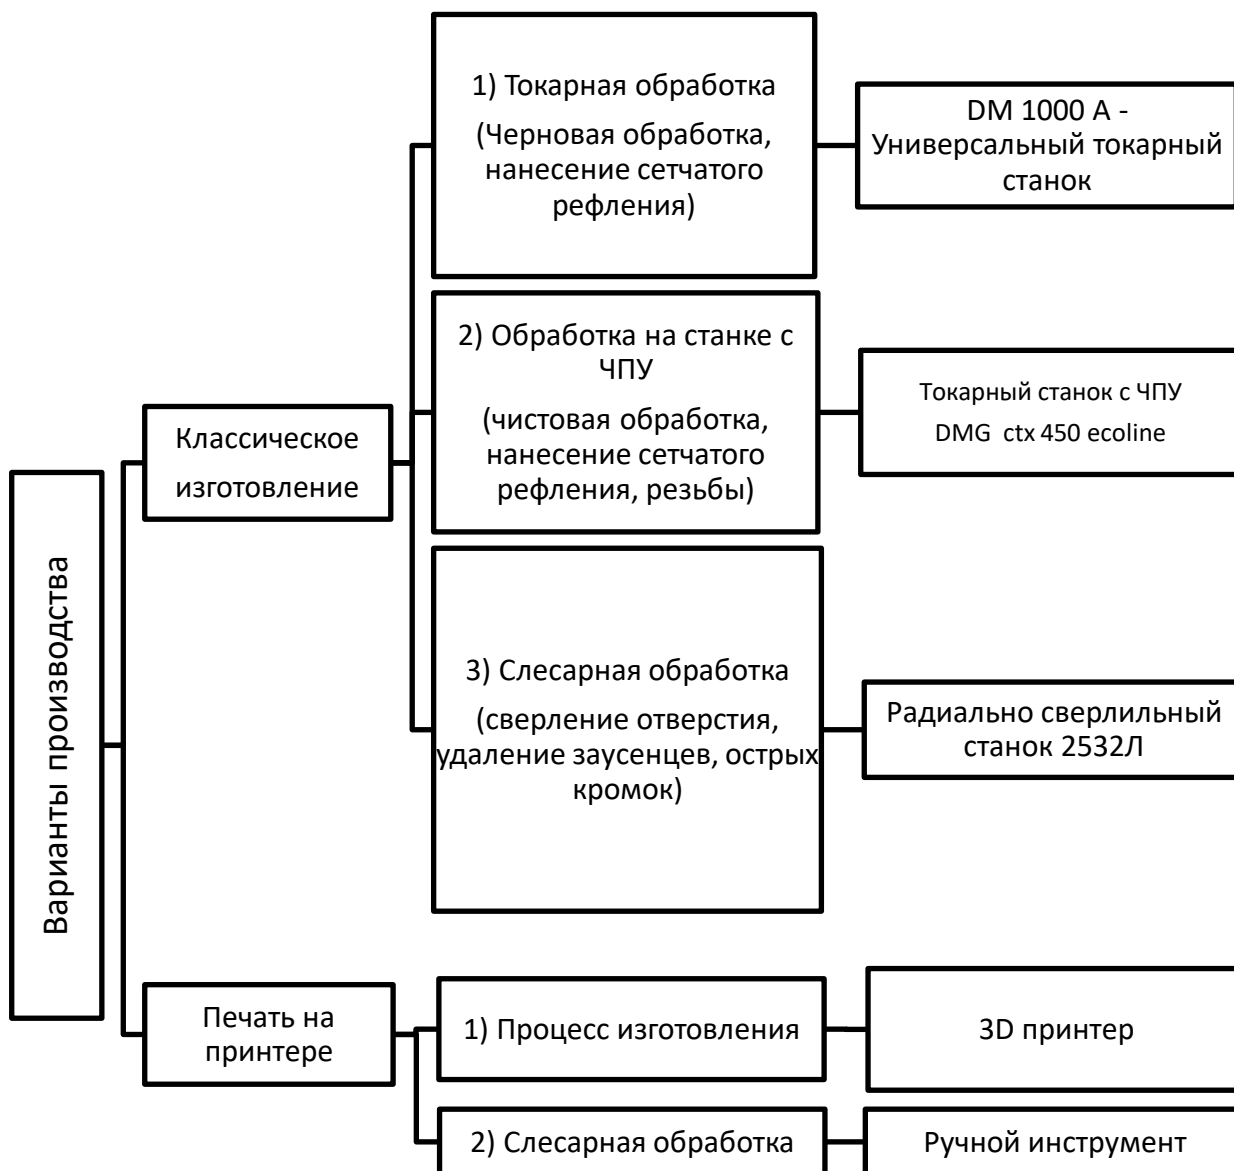 Варианты производства
Классическое
изготовление
1) Токарная обработка
(Черновая обработка,
нанесение сетчатого
рефления)
DM 1000 A -
Универсальный токарный
станок
2) Обработка на станке с
ЧПУ
(чистовая обработка,
нанесение сетчатого
рефления, резьбы)
Токарный станок с ЧПУ
DMG ctx 450 ecoline
3) Слесарная обработка
(сверление отверстия,
удаление заусенцев, острых
кромок)
Радиально сверлильный
станок 2532Л
Печать на
принтере
1) Процесс изготовления
3D принтер
2) Слесарная обработка
Ручной инструмент